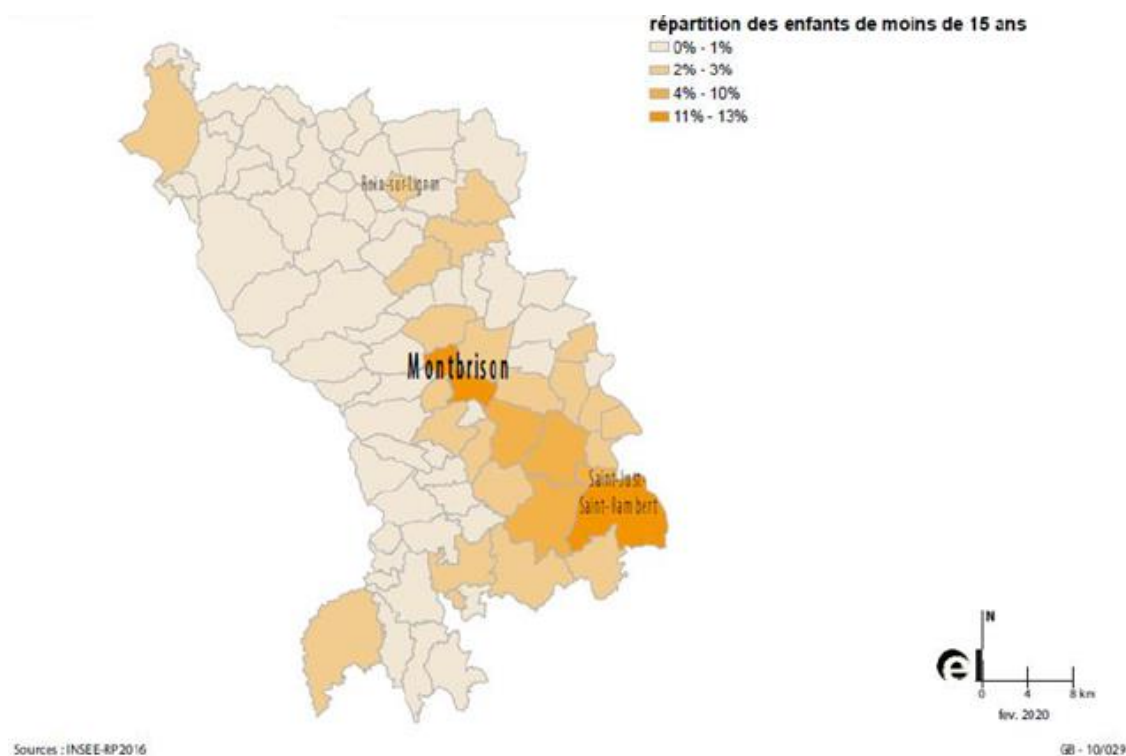 répartition des enfants de moins de 15 ans
0% - 1%
2% - 3%
4% - 10%
11% - 13%
Montbrison
Saint-Just-
Saint-Rambert
N
0 4 8 km
fev. 2020
Sources : INSEE-RP2016
GB - 10/029